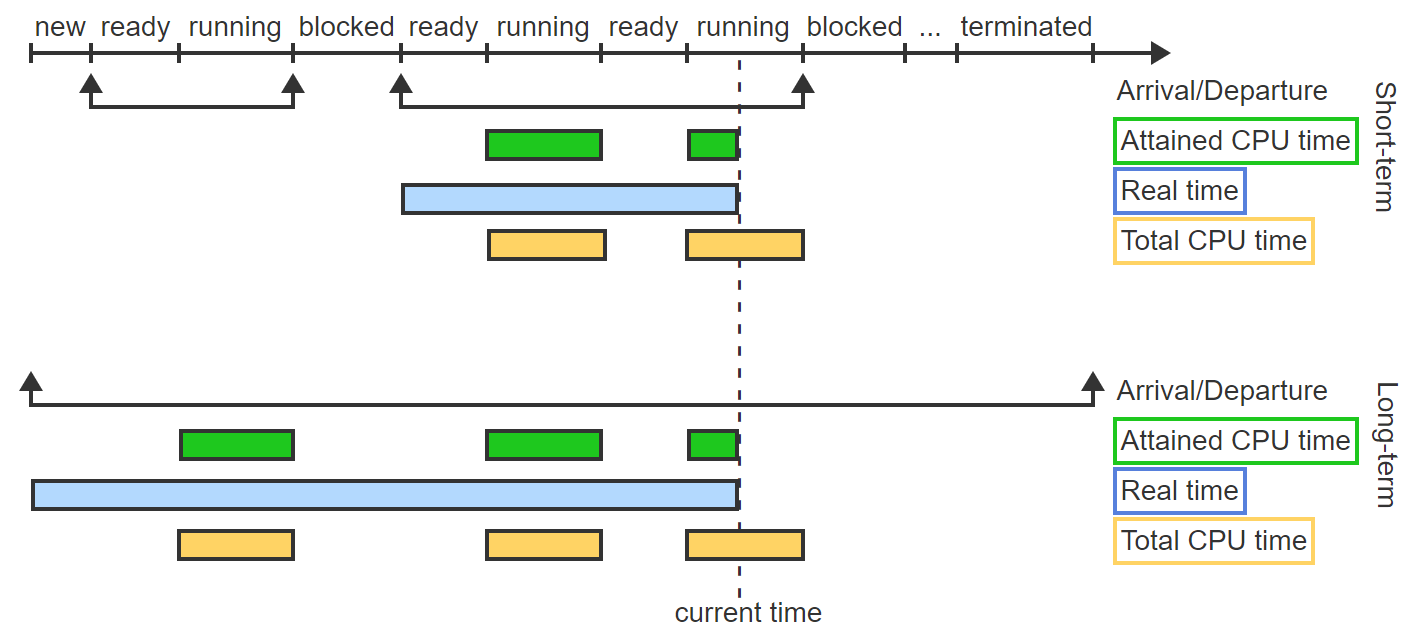 new ready running blocked ready running ready running blocked ... terminated
Arrival/Departure
Attained CPU time
Real time
Total CPU time
Short-term
Arrival/Departure
Attained CPU time
Real time
Total CPU time
Long-term
current time